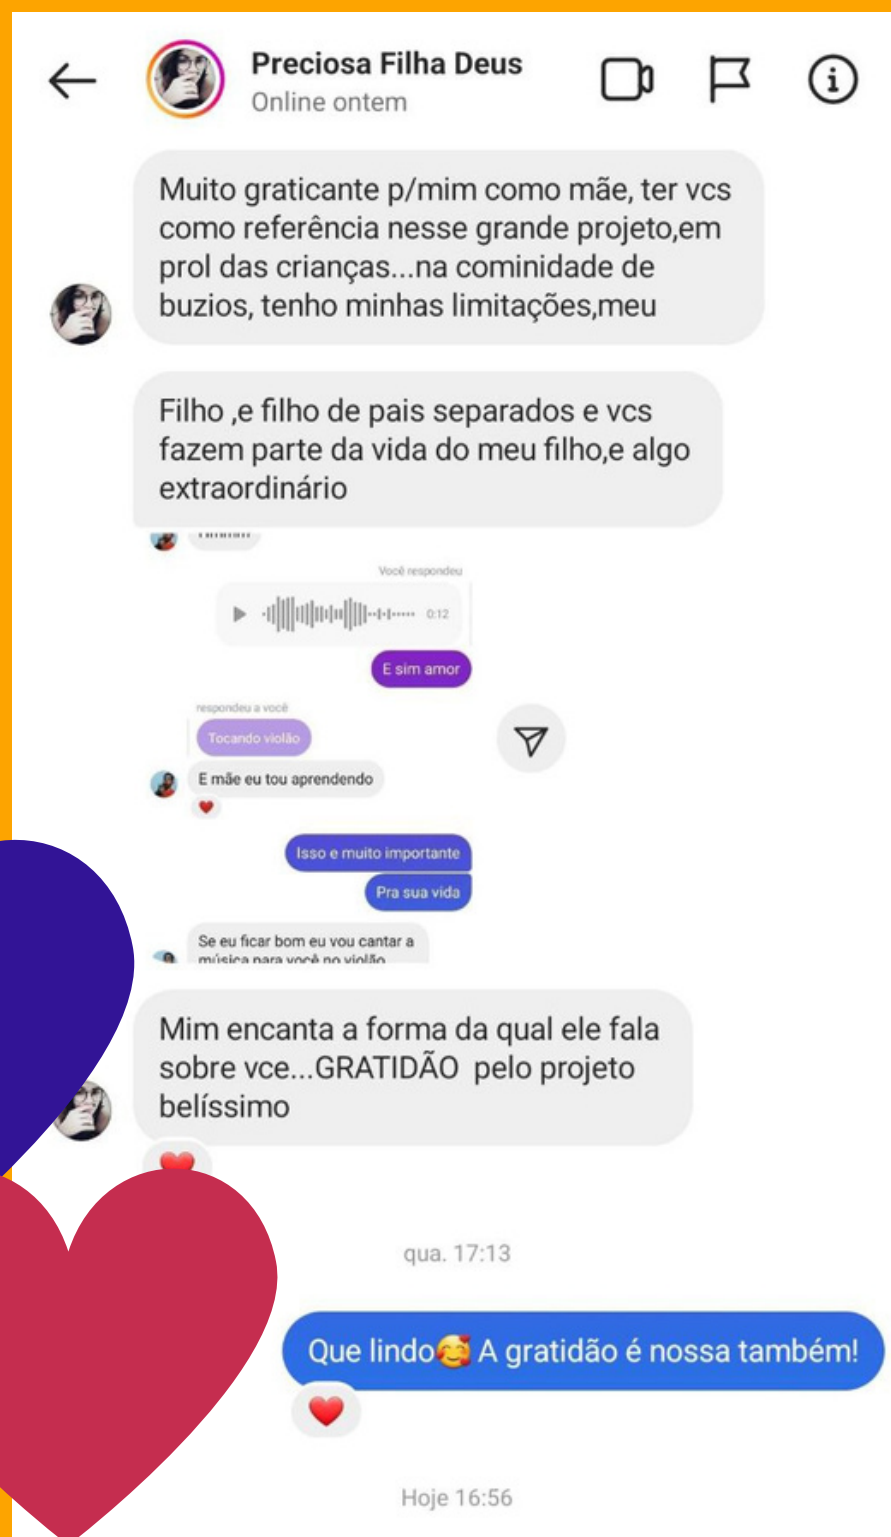 Preciosa Filha Deus
Online ontem
Muito graticante p/mim como mãe, ter vcs
como referência nesse grande projeto,em
prol das crianças...na cominidade de
buzios, tenho minhas limitações,meu
Filho ,e filho de pais separados e vcs
fazem parte da vida do meu filho,e algo
extraordinário
Você respondeu
0:12
E sim amor
respondeu a você
Tocando violão
E mãe eu tou aprendendo
Isso e muito importante
Pra sua vida
Se eu ficar bom eu vou cantar a
música para você no violão
Mim encanta a forma da qual ele fala
sobre vce...GRATIDÃO pelo projeto
belíssimo
qua. 17:13
Que lindo🥰 A gratidão é nossa também!
Hoje 16:56